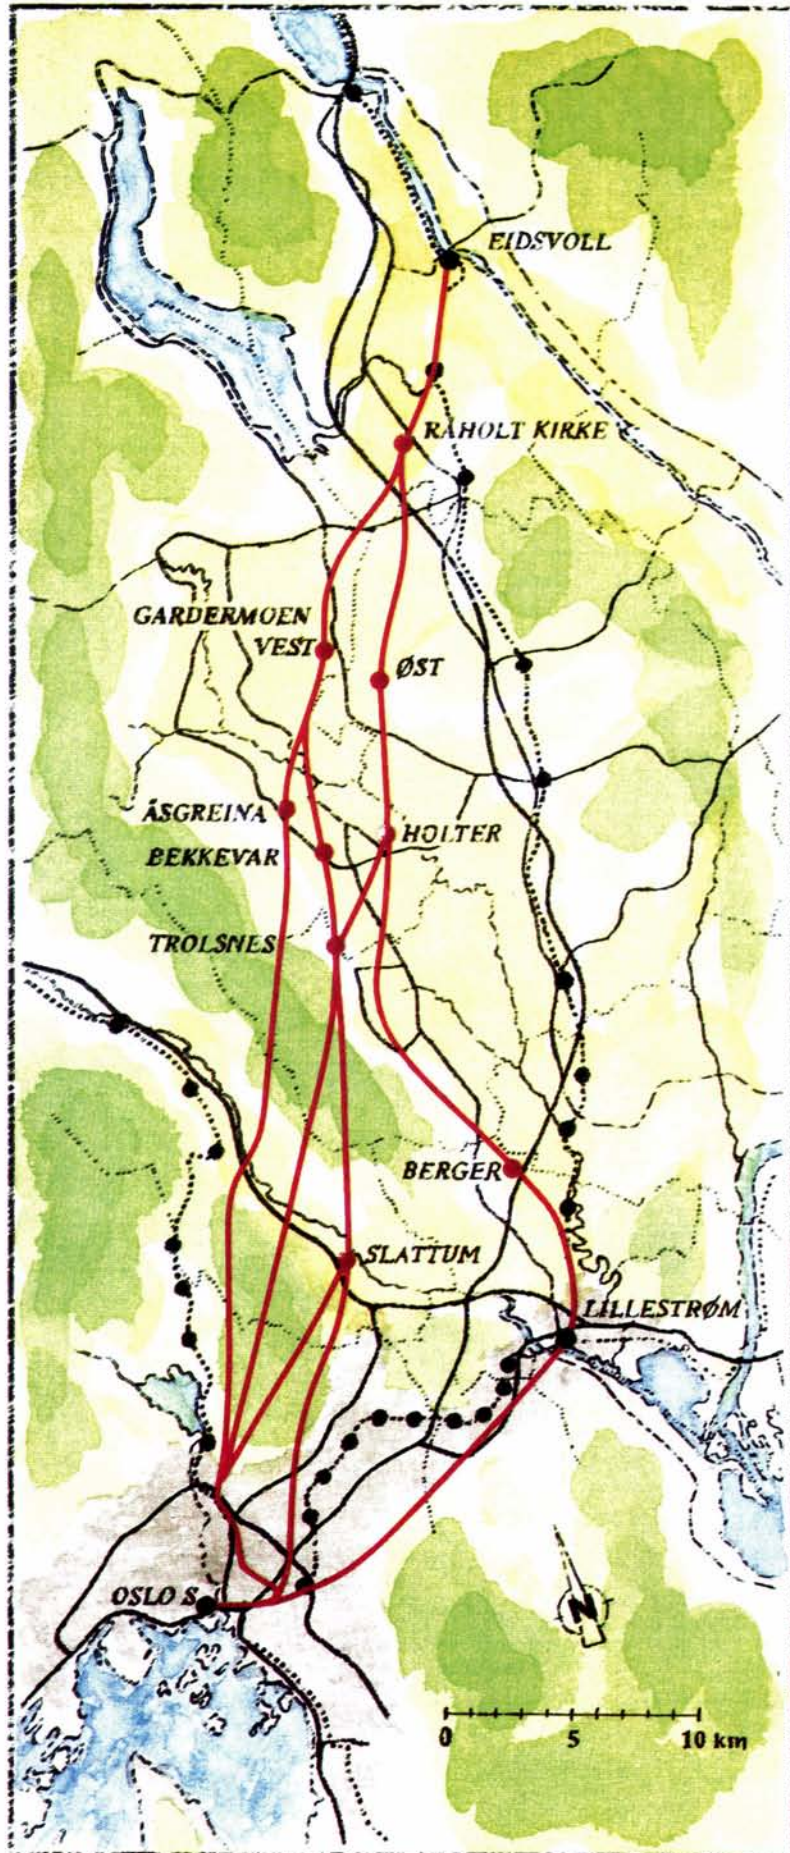 EIDSVOLL
RÅHOLT KIRKE
GARDERMOEN
VEST
ØST
ÅSGREINA
HOLTER
BEKKEVAR
TROLSNES
BERGER
SLATTUM
LILLESTRØM
OSLO S
N
0 5 10 km